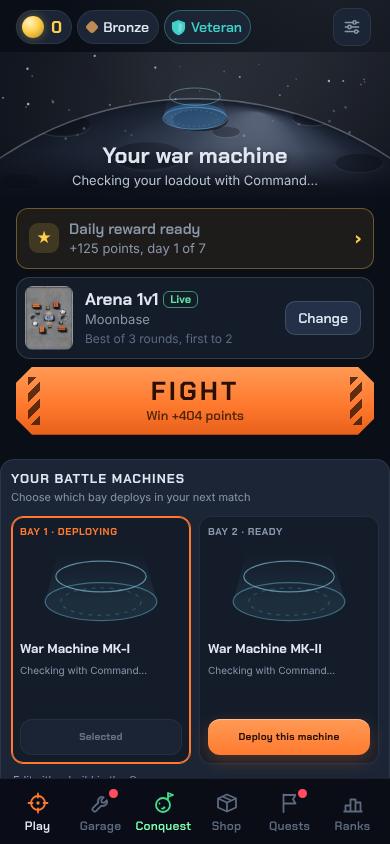 0
Bronze
Veteran
Your war machine
Checking your loadout with Command...
Daily reward ready
+125 points, day 1 of 7
Arena 1v1
Live
Moonbase
Best of 3 rounds, first to 2
Change
FIGHT
Win +404 points
YOUR BATTLE MACHINES
Choose which bay deploys in your next match
BAY 1 · DEPLOYING
War Machine MK-I
Checking with Command...
Selected
BAY 2 · READY
War Machine MK-II
Checking with Command...
Deploy this machine
Play
Garage
Conquest
Shop
Quests
Ranks